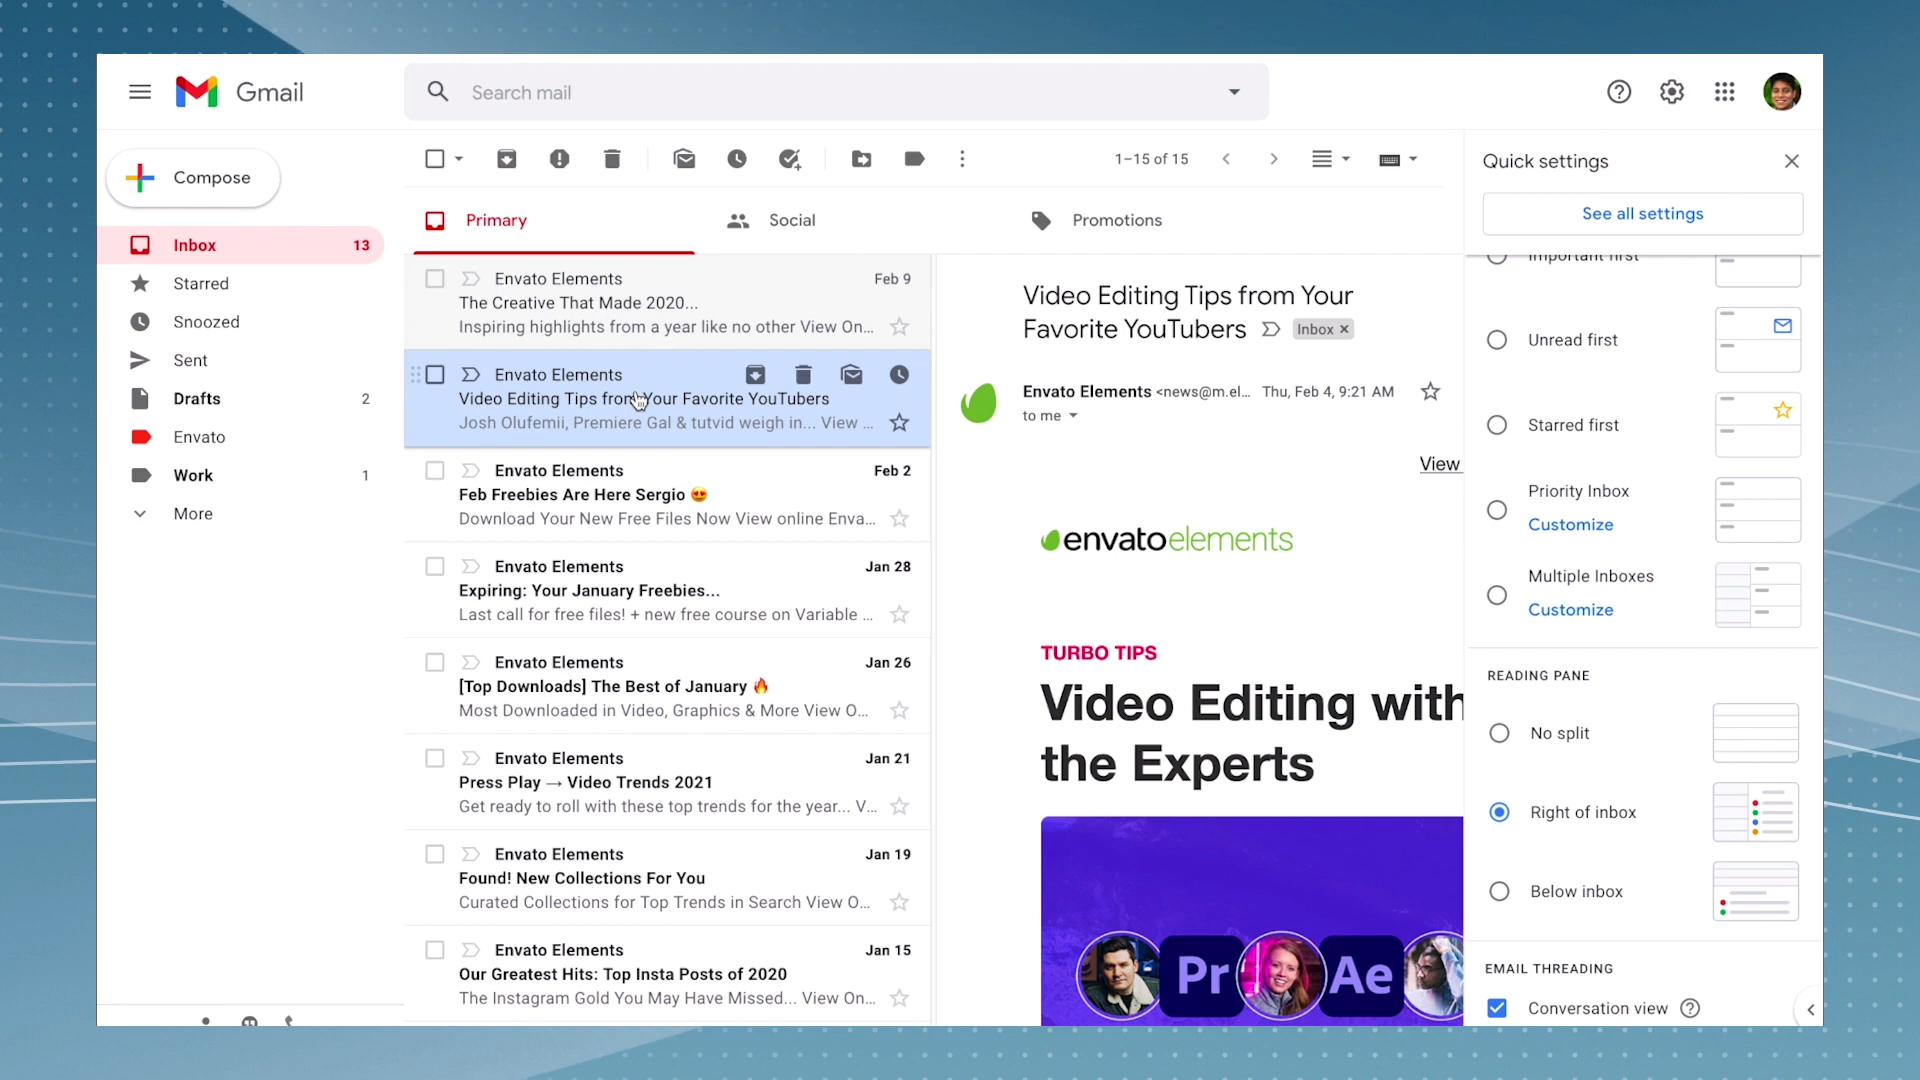 Gmail
Search mail
Compose
Inbox 13
Starred
Snoozed
Sent
Drafts 2
Envato
Work 1
More
1–15 of 15
Primary
Social
Promotions
Envato Elements Feb 9
The Creative That Made 2020...
Inspiring highlights from a year like no other View On...
Envato Elements
Video Editing Tips from Your Favorite YouTubers
Josh Olufemii, Premiere Gal & tutvid weigh in... View ...
Envato Elements Feb 2
Feb Freebies Are Here Sergio 😍
Download Your New Free Files Now View online Enva...
Envato Elements Jan 28
Expiring: Your January Freebies...
Last call for free files! + new free course on Variable ...
Envato Elements Jan 26
[Top Downloads] The Best of January 🔥
Most Downloaded in Video, Graphics & More View O...
Envato Elements Jan 21
Press Play → Video Trends 2021
Get ready to roll with these top trends for the year... V...
Envato Elements Jan 19
Found! New Collections For You
Curated Collections for Top Trends in Search View O...
Envato Elements Jan 15
Our Greatest Hits: Top Insta Posts of 2020
The Instagram Gold You May Have Missed... View On...
Video Editing Tips from Your
Favorite YouTubers Inbox ×
Envato Elements <news@m.el... Thu, Feb 4, 9:21 AM
to me
View
envatoelements
TURBO TIPS
Video Editing with
the Experts
Pr Ae
Quick settings
See all settings
Important first
Unread first
Starred first
Priority Inbox
Customize
Multiple Inboxes
Customize
READING PANE
No split
Right of inbox
Below inbox
EMAIL THREADING
Conversation view